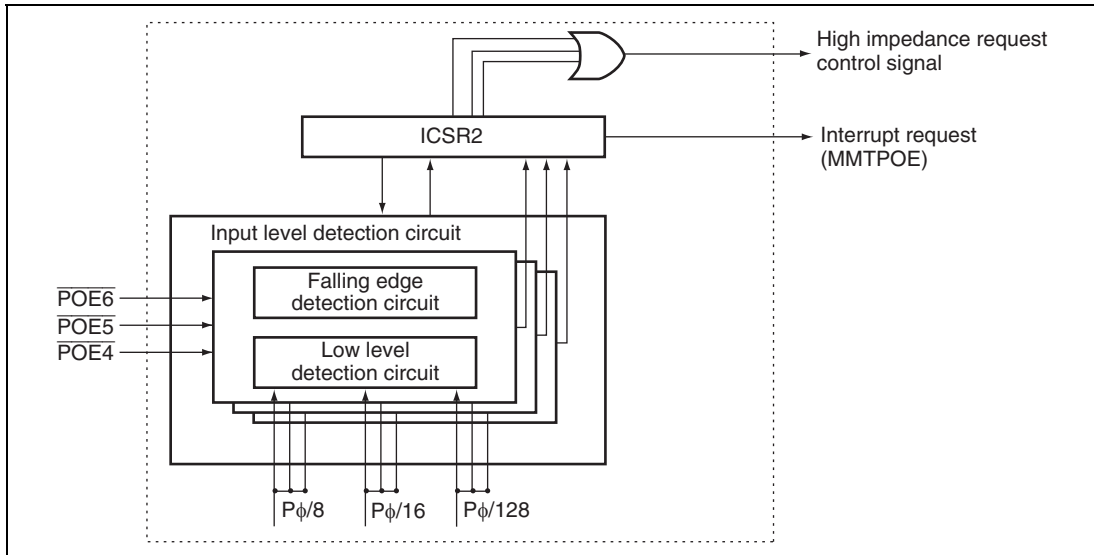 High impedance request
control signal
ICSR2
Interrupt request
(MMTPOE)
Input level detection circuit
Falling edge
detection circuit
POE6
POE5
POE4
Low level
detection circuit
Pϕ/8
Pϕ/16
Pϕ/128